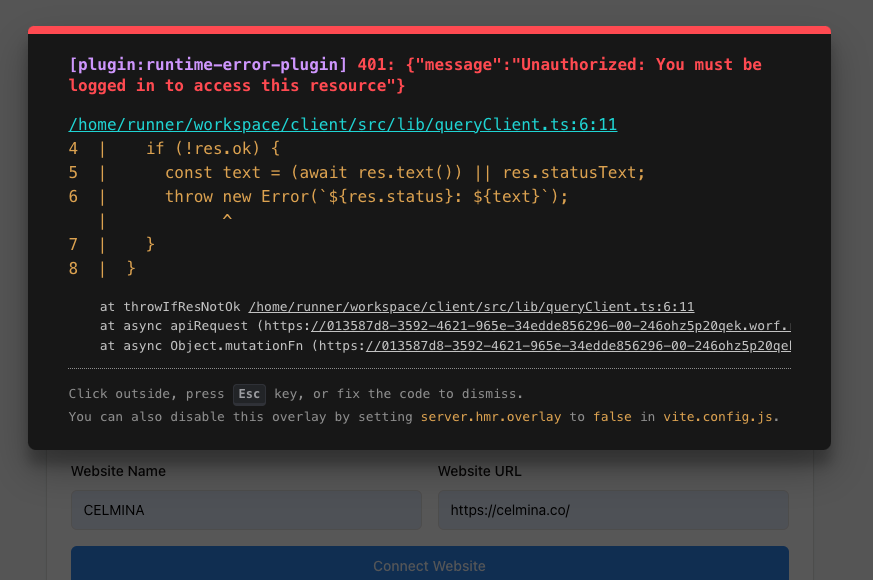 [plugin:runtime-error-plugin] 401: {"message":"Unauthorized: You must be
logged in to access this resource"}
/home/runner/workspace/client/src/lib/queryClient.ts:6:11
4  |    if (!res.ok) {
5  |      const text = (await res.text()) || res.statusText;
6  |      throw new Error(`${res.status}: ${text}`);
   |            ^
7  |    }
8  |  }
at throwIfResNotOk /home/runner/workspace/client/src/lib/queryClient.ts:6:11
at async apiRequest (https://013587d8-3592-4621-965e-34edde856296-00-246ohz5p20qek.worf.
at async Object.mutationFn (https://013587d8-3592-4621-965e-34edde856296-00-246ohz5p20qe
Click outside, press Esc key, or fix the code to dismiss.
You can also disable this overlay by setting server.hmr.overlay to false in vite.config.js.
Website Name
Website URL
CELMINA
https://celmina.co/
Connect Website